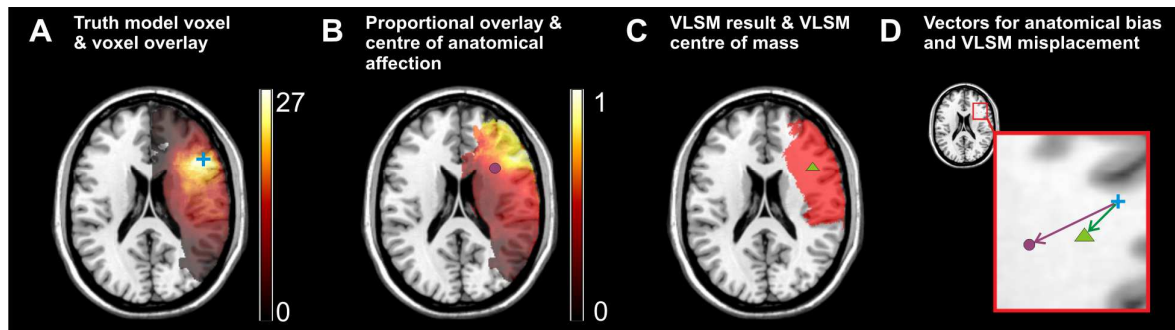 A Truth model voxel
& voxel overlay
27
0
B Proportional overlay &
centre of anatomical
affection
1
0
C VLSM result & VLSM
centre of mass
D Vectors for anatomical bias
and VLSM misplacement